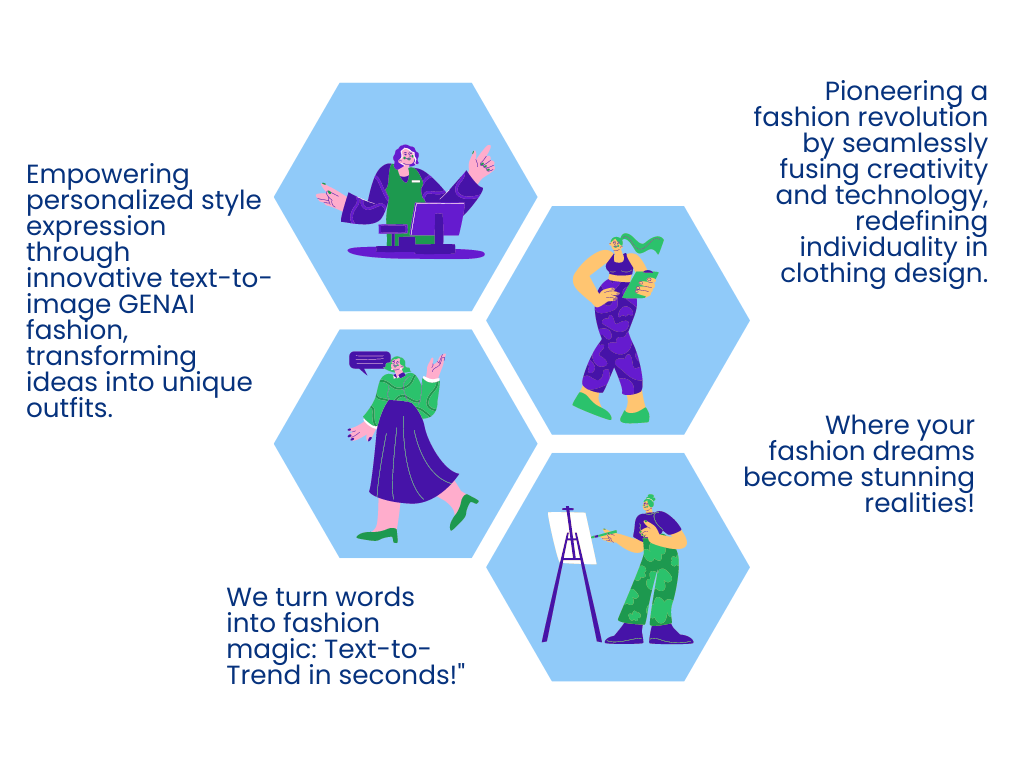 Empowering
personalized style
expression
through
innovative text-to-
image GENAI
fashion,
transforming
ideas into unique
outfits.
Pioneering a
fashion revolution
by seamlessly
fusing creativity
and technology,
redefining
individuality in
clothing design.
Where your
fashion dreams
become stunning
realities!
We turn words
into fashion
magic: Text-to-
Trend in seconds!"